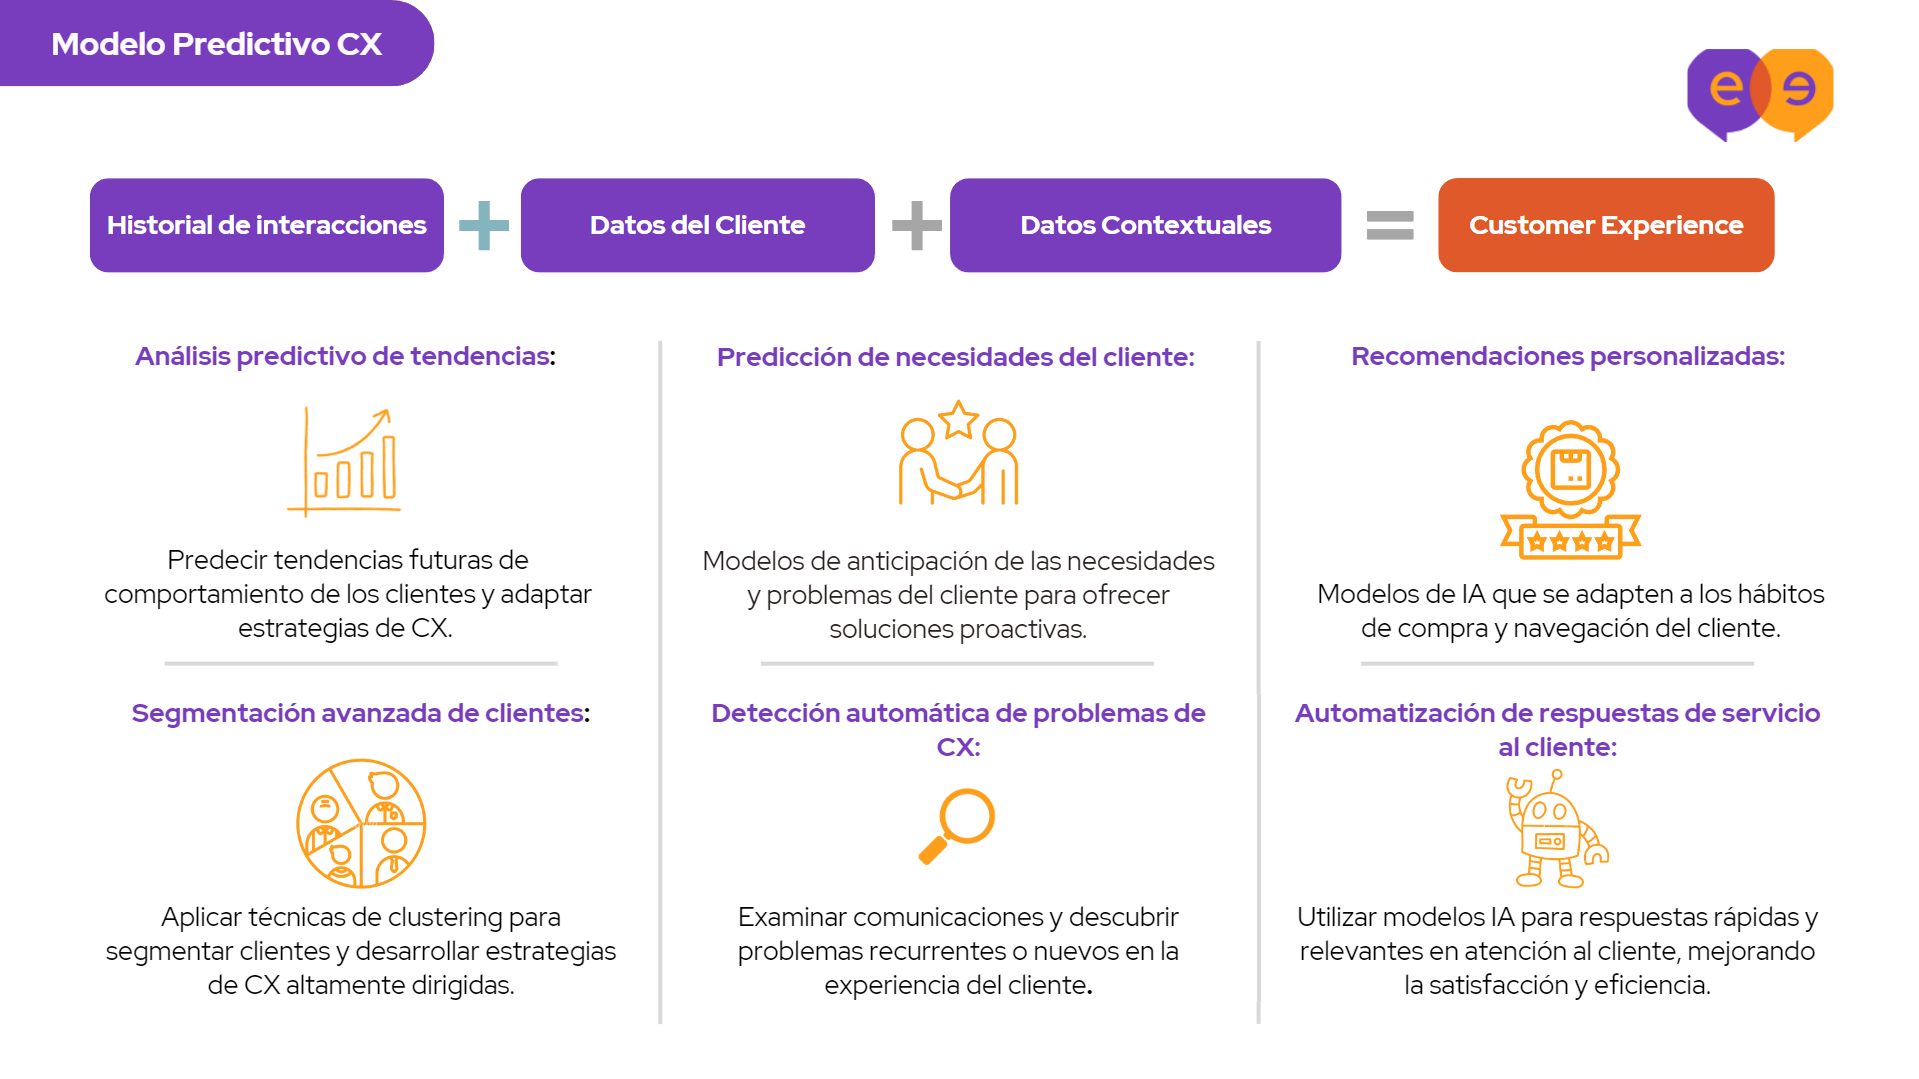 Modelo Predictivo CX
e e
Historial de interacciones
Datos del Cliente
Datos Contextuales
Customer Experience
Análisis predictivo de tendencias:
Predecir tendencias futuras de
comportamiento de los clientes y adaptar
estrategias de CX.
Predicción de necesidades del cliente:
Modelos de anticipación de las necesidades
y problemas del cliente para ofrecer
soluciones proactivas.
Recomendaciones personalizadas:
Modelos de IA que se adapten a los hábitos
de compra y navegación del cliente.
Segmentación avanzada de clientes:
Aplicar técnicas de clustering para
segmentar clientes y desarrollar estrategias
de CX altamente dirigidas.
Detección automática de problemas de
CX:
Examinar comunicaciones y descubrir
problemas recurrentes o nuevos en la
experiencia del cliente.
Automatización de respuestas de servicio
al cliente:
Utilizar modelos IA para respuestas rápidas y
relevantes en atención al cliente, mejorando
la satisfacción y eficiencia.